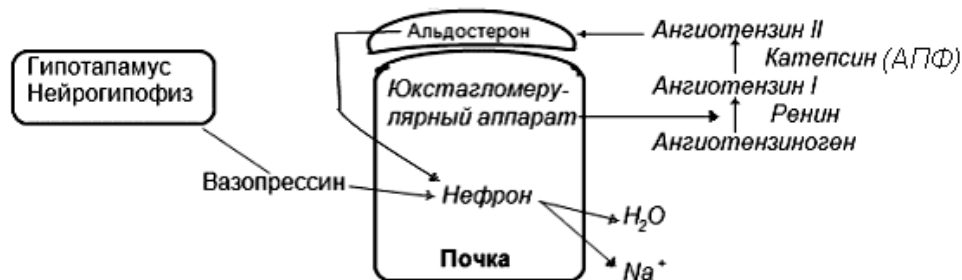 Гипоталамус
Нейрогипофиз
Вазопрессин
Альдостерон
Юкстагломеру-
лярный аппарат
Нефрон
Почка
H₂O
Na⁺
Ангиотензин II
Катепсин (АПФ)
Ангиотензин I
Ренин
Ангиотензиноген